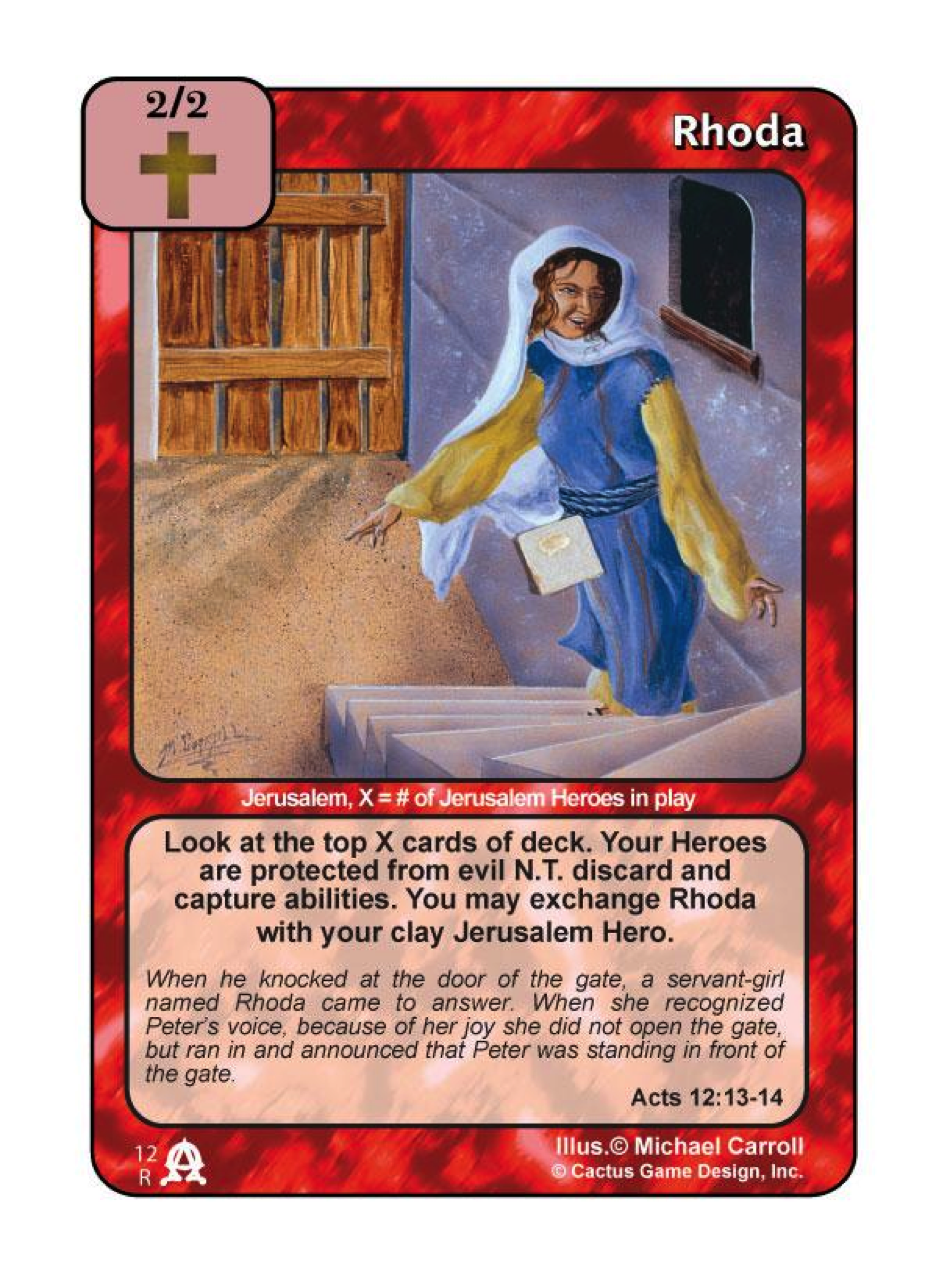 2/2
Rhoda
Jerusalem, X = # of Jerusalem Heroes in play
Look at the top X cards of deck. Your Heroes
are protected from evil N.T. discard and
capture abilities. You may exchange Rhoda
with your clay Jerusalem Hero.
When he knocked at the door of the gate, a servant-girl
named Rhoda came to answer. When she recognized
Peter's voice, because of her joy she did not open the gate,
but ran in and announced that Peter was standing in front of
the gate.
Acts 12:13-14
12
R
Illus.© Michael Carroll
© Cactus Game Design, Inc.